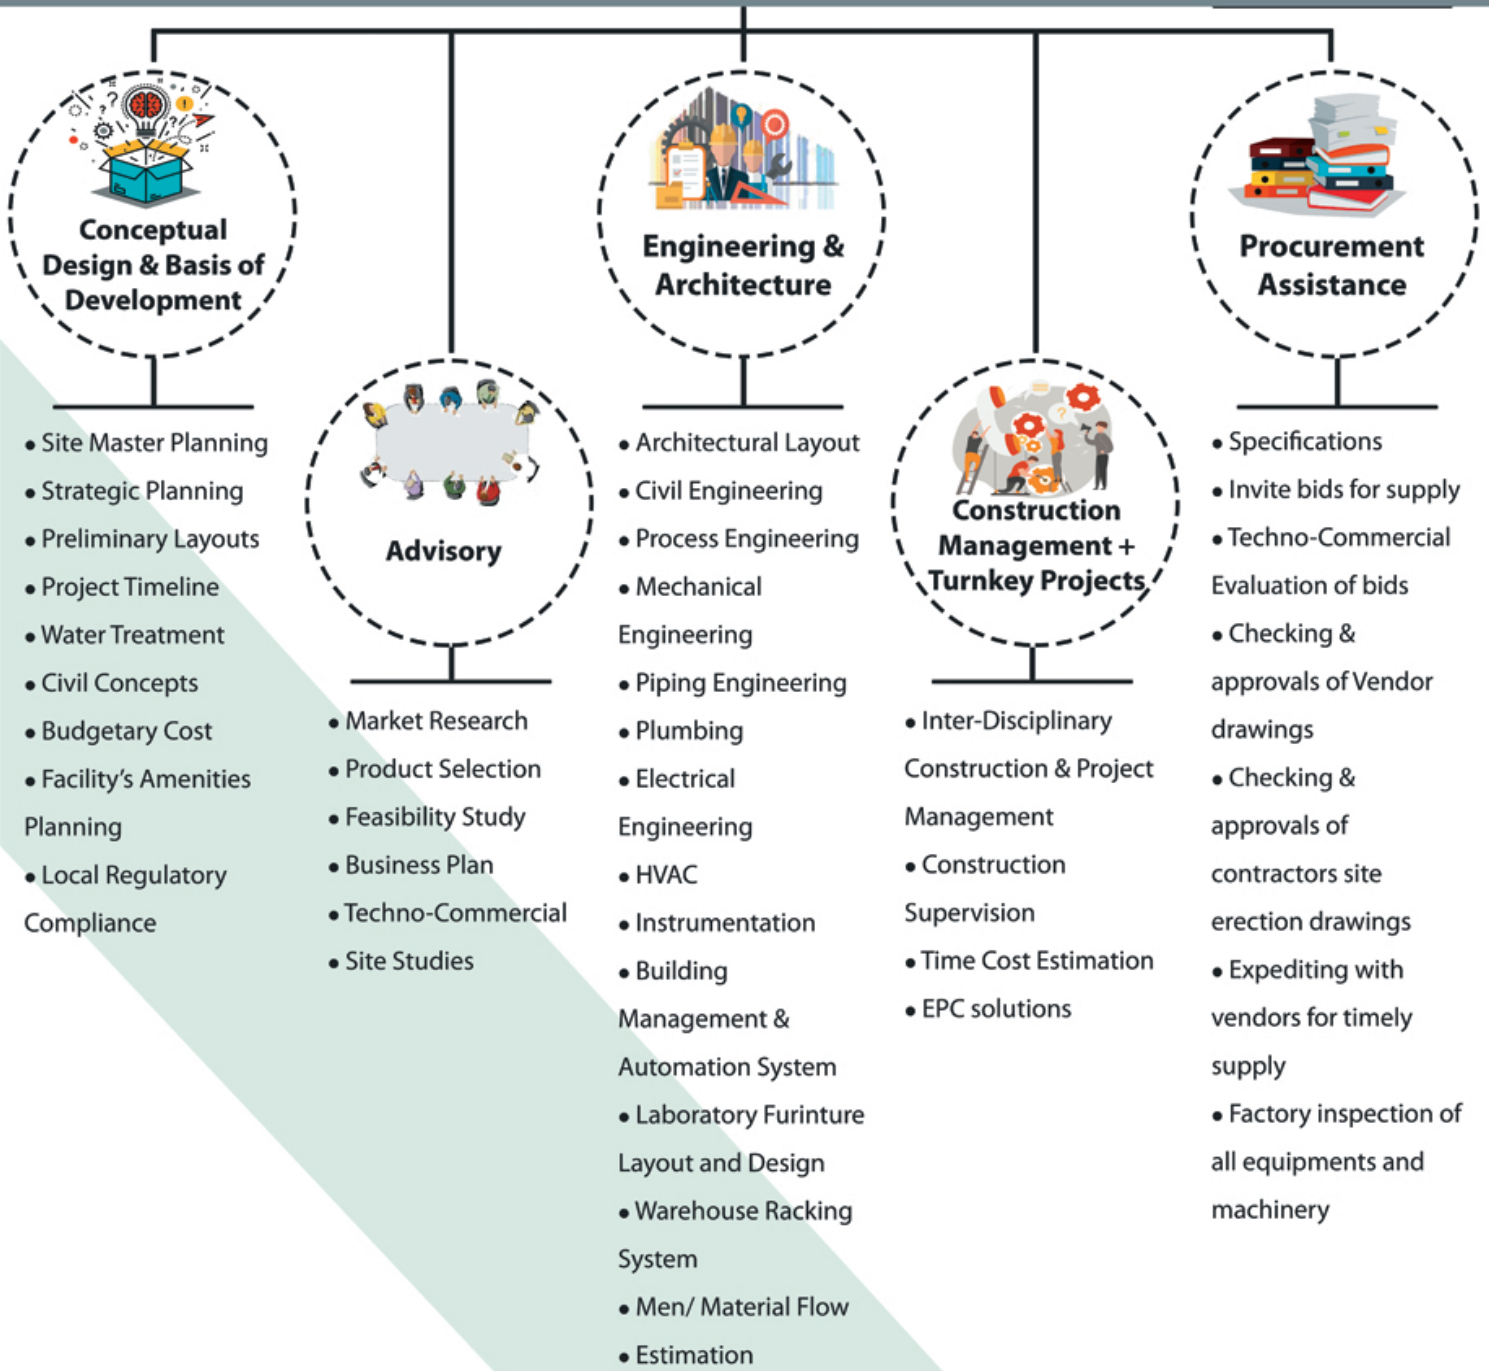 Conceptual
Design & Basis of
Development
• Site Master Planning
• Strategic Planning
• Preliminary Layouts
• Project Timeline
• Water Treatment
• Civil Concepts
• Budgetary Cost
• Facility's Amenities
Planning
• Local Regulatory
Compliance
Advisory
• Market Research
• Product Selection
• Feasibility Study
• Business Plan
• Techno-Commercial
• Site Studies
Engineering &
Architecture
• Architectural Layout
• Civil Engineering
• Process Engineering
• Mechanical
Engineering
• Piping Engineering
• Plumbing
• Electrical
Engineering
• HVAC
• Instrumentation
• Building
Management &
Automation System
• Laboratory Furinture
Layout and Design
• Warehouse Racking
System
• Men/ Material Flow
• Estimation
Construction
Management +
Turnkey Projects
• Inter-Disciplinary
Construction & Project
Management
• Construction
Supervision
• Time Cost Estimation
• EPC solutions
Procurement
Assistance
• Specifications
• Invite bids for supply
• Techno-Commercial
Evaluation of bids
• Checking &
approvals of Vendor
drawings
• Checking &
approvals of
contractors site
erection drawings
• Expediting with
vendors for timely
supply
• Factory inspection of
all equipments and
machinery